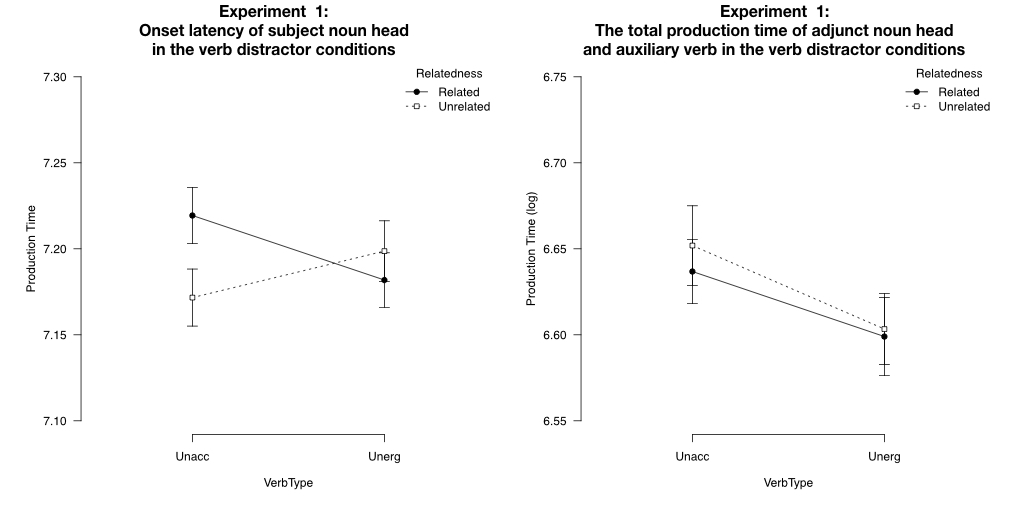 Experiment 1:
Onset latency of subject noun head
in the verb distractor conditions
Relatedness
Related
Unrelated
7.30
7.25
7.20
7.15
7.10
Production Time
Unacc
Unerg
VerbType
Experiment 1:
The total production time of adjunct noun head
and auxiliary verb in the verb distractor conditions
Relatedness
Related
Unrelated
6.75
6.70
6.65
6.60
6.55
Production Time (log)
Unacc
Unerg
VerbType